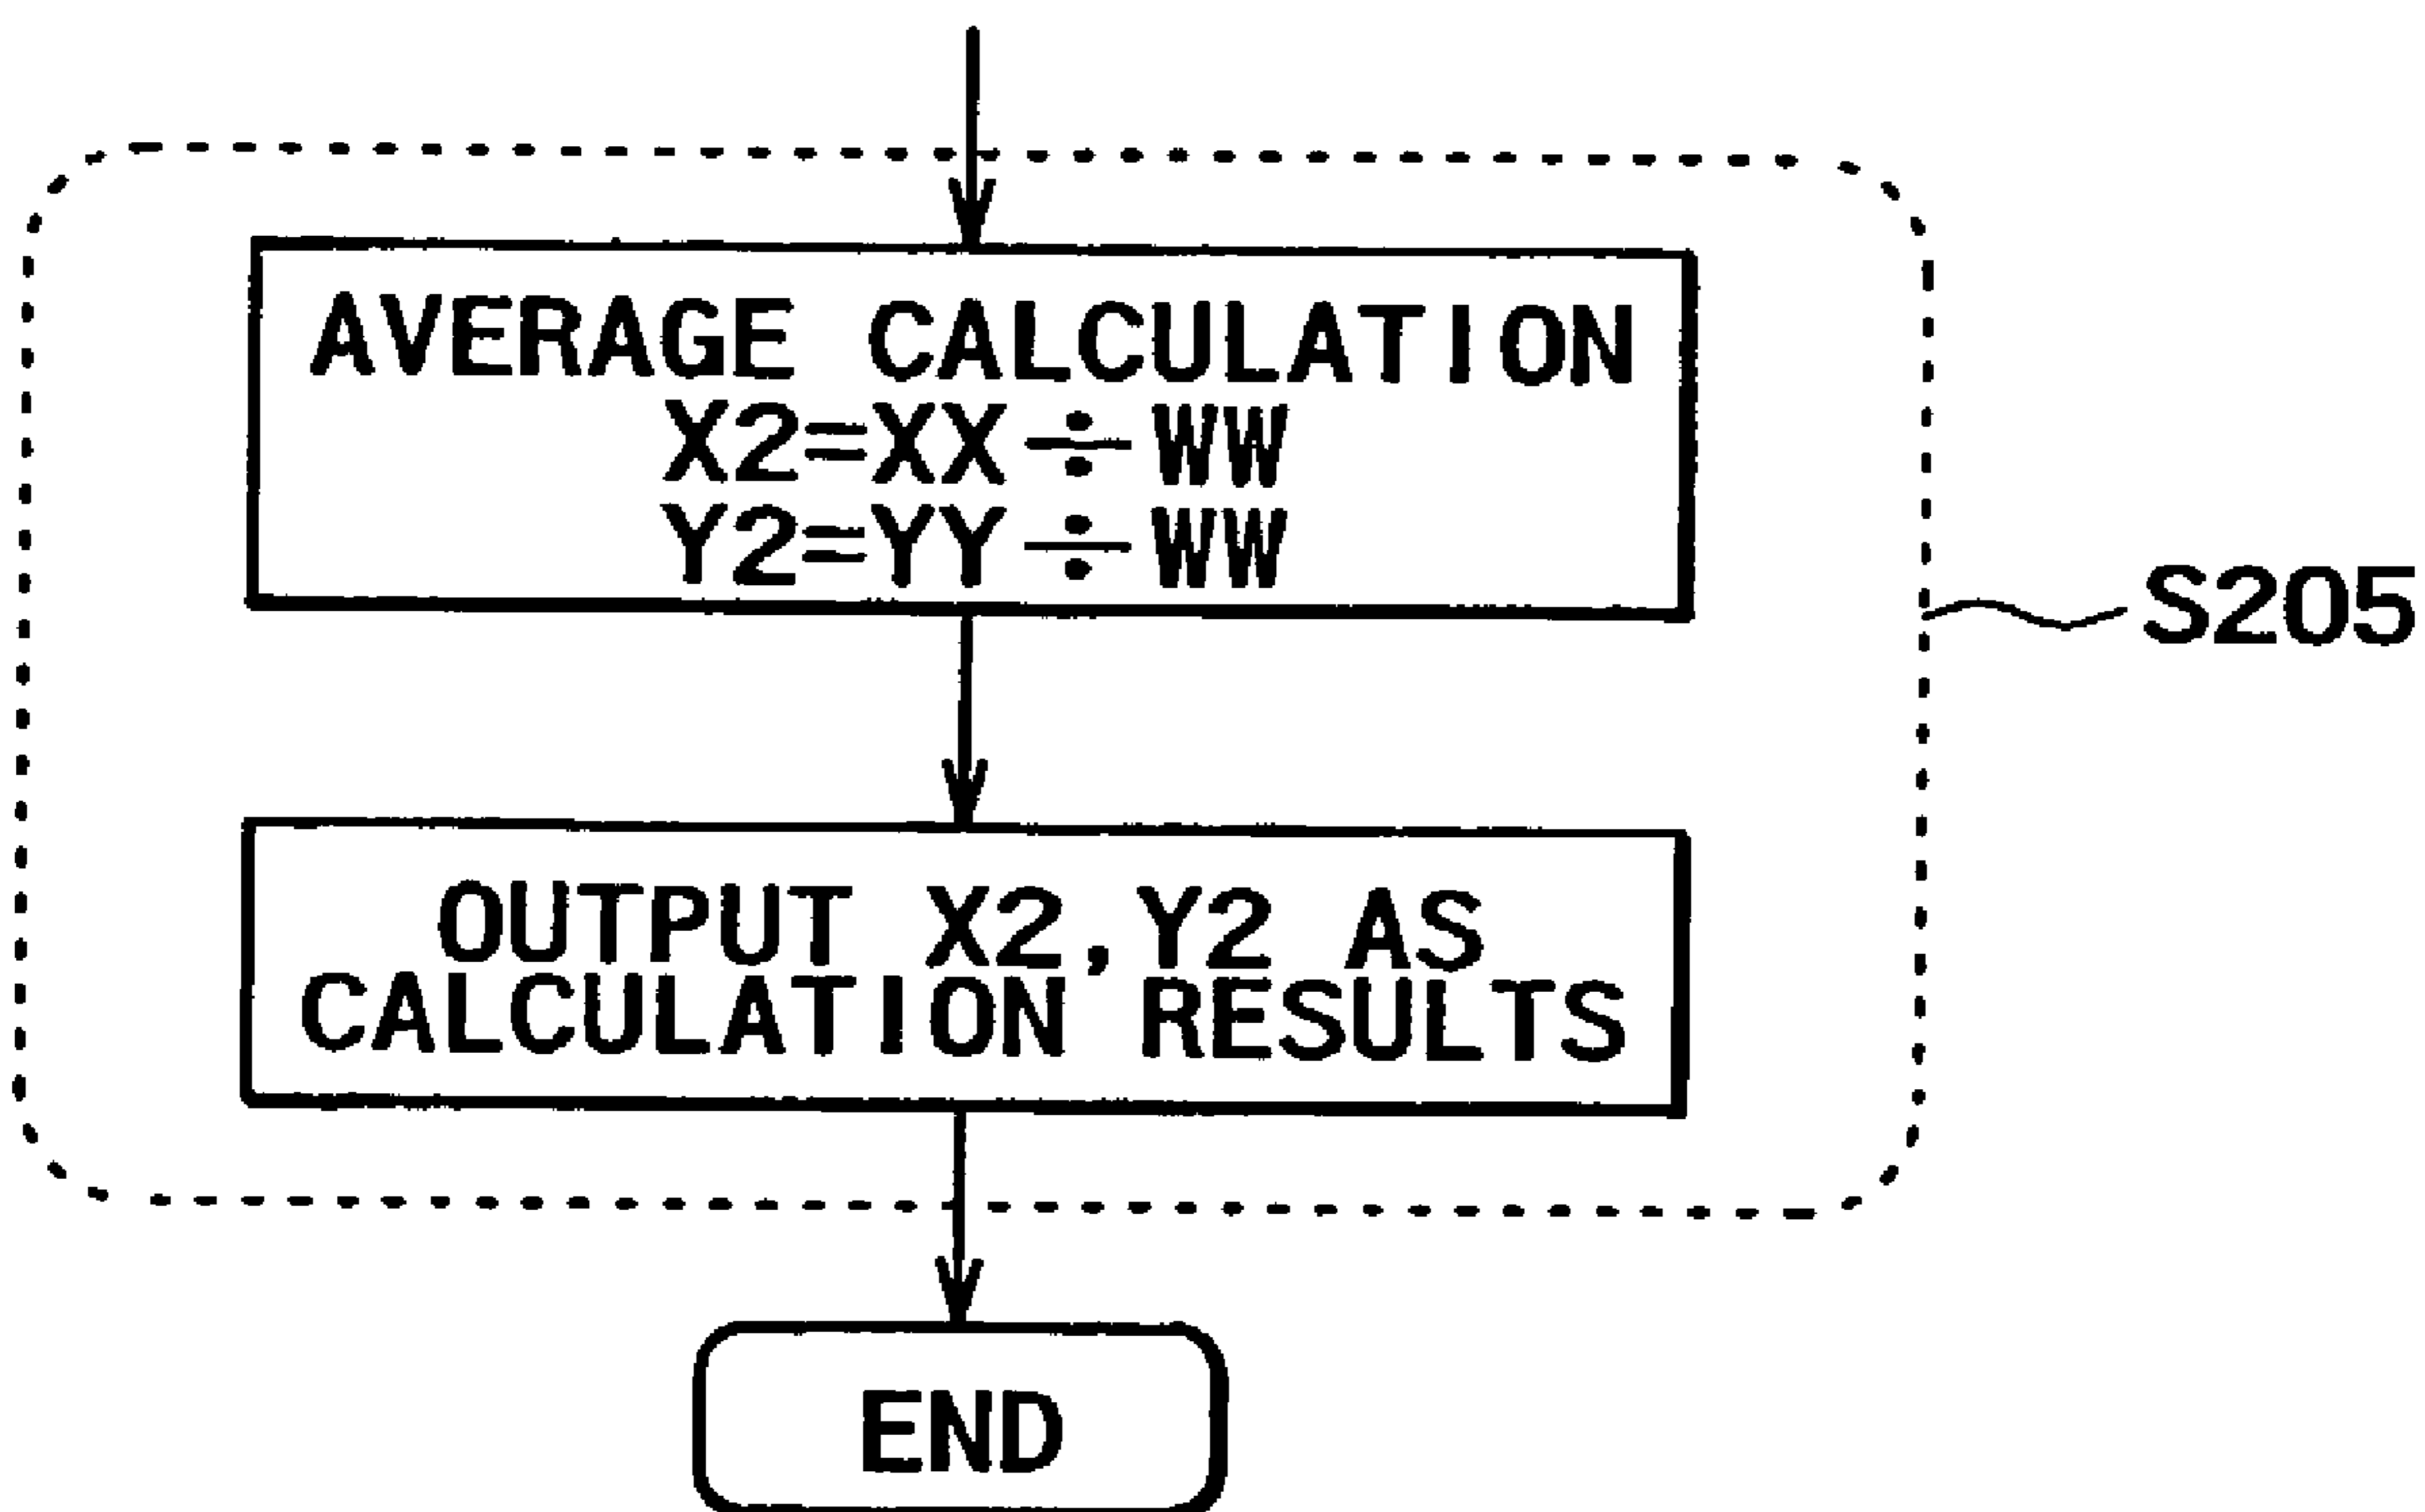 AVERAGE CALCULATION
X2=XX÷WW
Y2=YY÷WW
S205
OUTPUT X2,Y2 AS
CALCULATION RESULTS
END